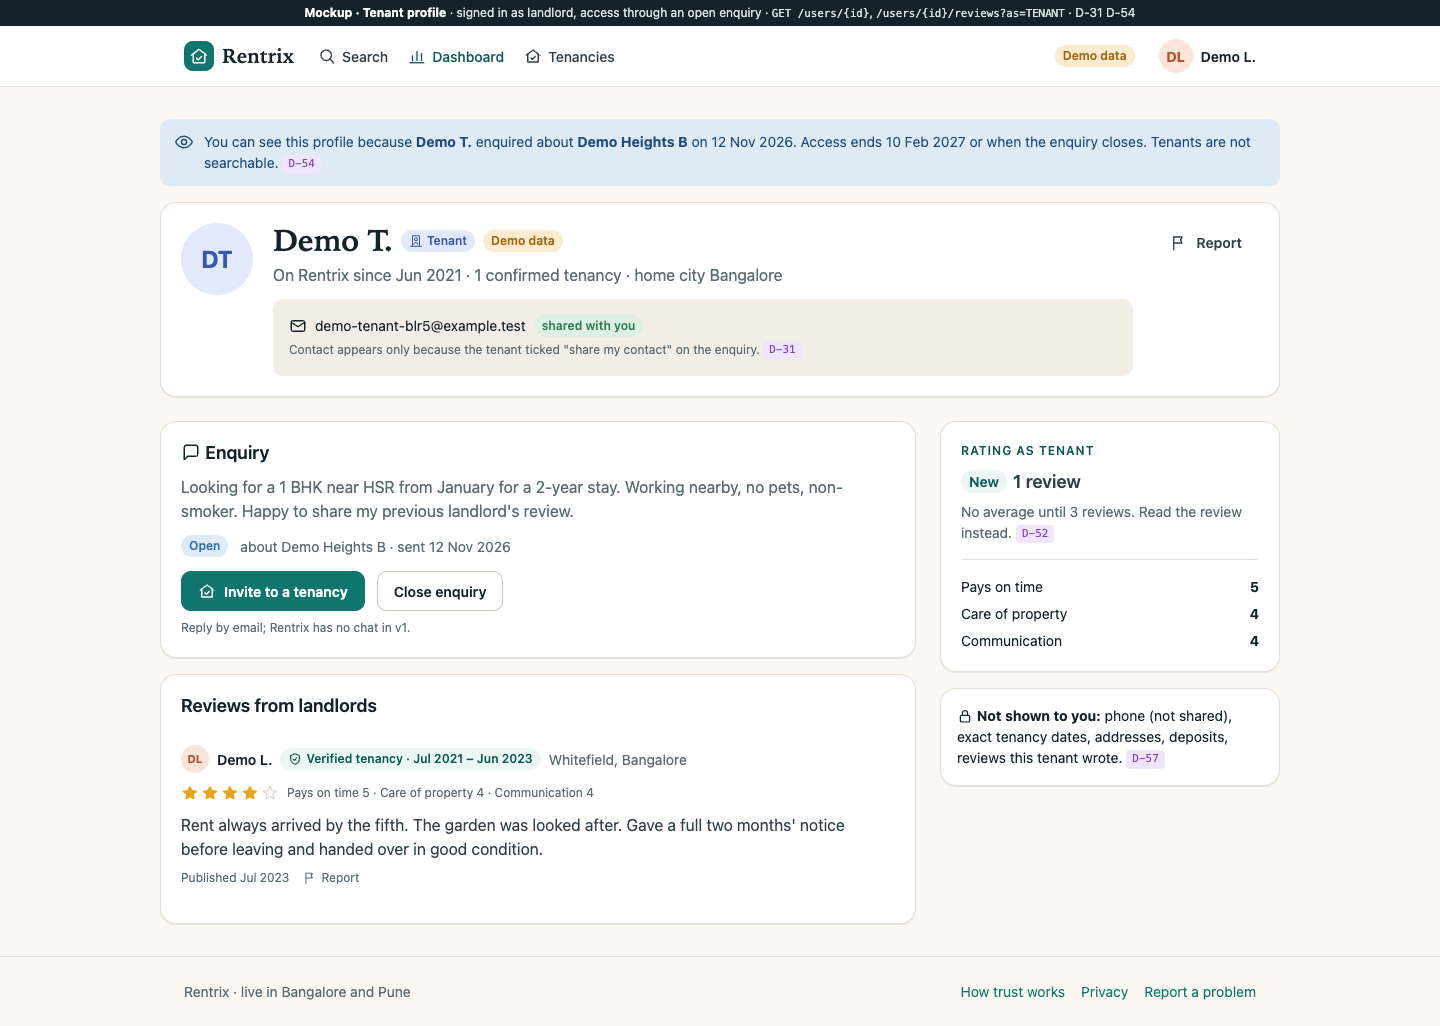 Mockup · Tenant profile · signed in as landlord, access through an open enquiry · GET /users/{id}, /users/{id}/reviews?as=TENANT · D-31 D-54
Rentrix
Search
Dashboard
Tenancies
Demo data
DL
Demo L.
You can see this profile because Demo T. enquired about Demo Heights B on 12 Nov 2026. Access ends 10 Feb 2027 or when the enquiry closes. Tenants are not
searchable. D-54
DT
Demo T.
Tenant
Demo data
Report
On Rentrix since Jun 2021 · 1 confirmed tenancy · home city Bangalore
demo-tenant-blr5@example.test shared with you
Contact appears only because the tenant ticked "share my contact" on the enquiry. D-31
Enquiry
Looking for a 1 BHK near HSR from January for a 2-year stay. Working nearby, no pets, non-
smoker. Happy to share my previous landlord's review.
Open about Demo Heights B · sent 12 Nov 2026
Invite to a tenancy
Close enquiry
Reply by email; Rentrix has no chat in v1.
Reviews from landlords
DL Demo L. Verified tenancy · Jul 2021 – Jun 2023 Whitefield, Bangalore
Pays on time 5 · Care of property 4 · Communication 4
Rent always arrived by the fifth. The garden was looked after. Gave a full two months' notice
before leaving and handed over in good condition.
Published Jul 2023 Report
RATING AS TENANT
New 1 review
No average until 3 reviews. Read the review
instead. D-52
Pays on time 5
Care of property 4
Communication 4
Not shown to you: phone (not shared),
exact tenancy dates, addresses, deposits,
reviews this tenant wrote. D-57
Rentrix · live in Bangalore and Pune
How trust works
Privacy
Report a problem